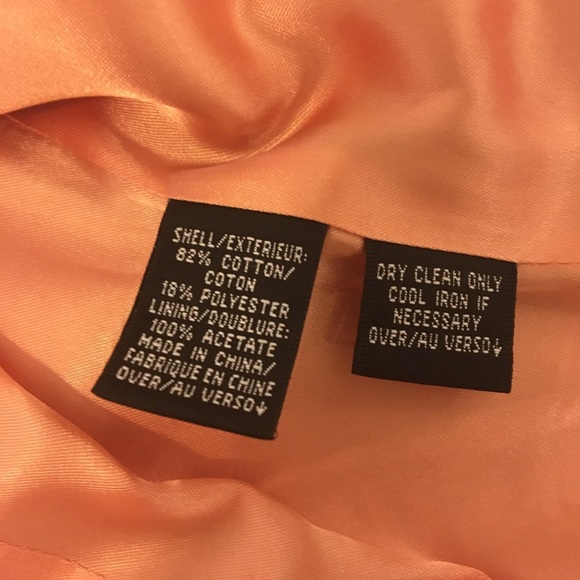 SHELL/EXTERIEUR:
82% COTTON/
COTON
18% POLYESTER
LINING/DOUBLURE:
100% ACETATE
MADE IN CHINA/
FABRIQUE EN CHINE
OVER/AU VERSO↓
DRY CLEAN ONLY
COOL IRON IF
NECESSARY
OVER/AU VERSO↓